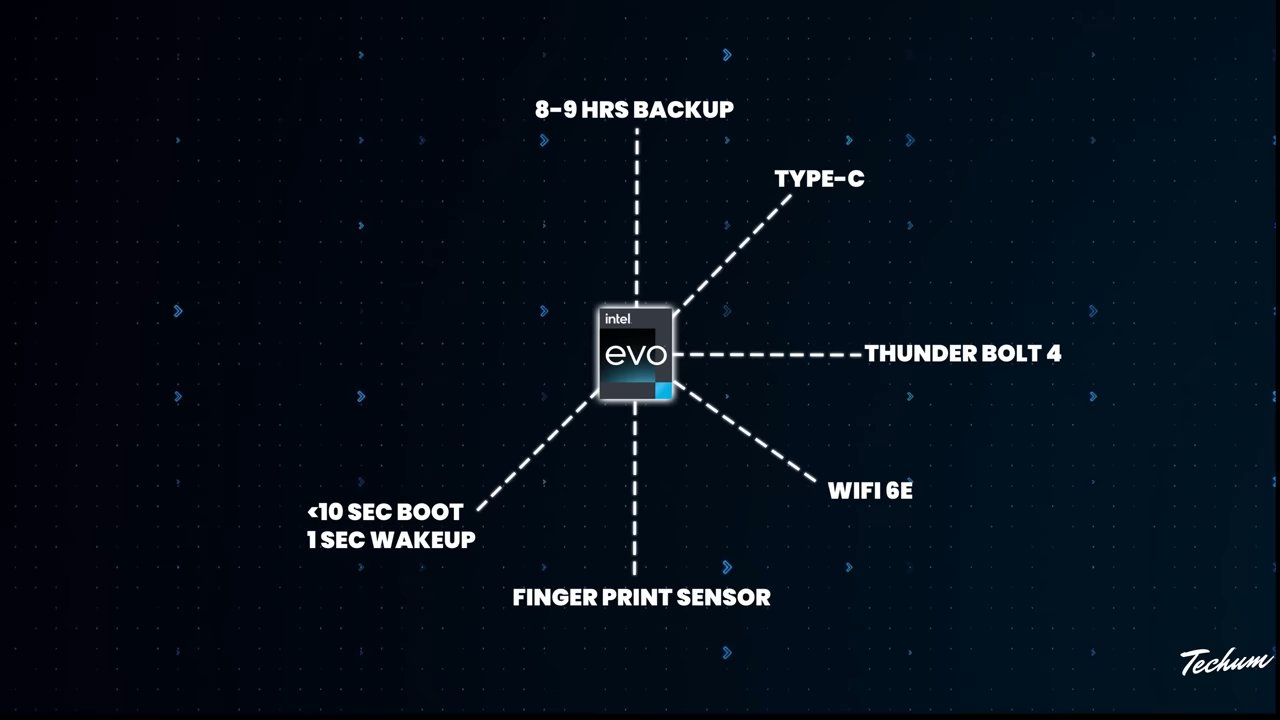 8-9 HRS BACKUP
TYPE-C
intel
evo
THUNDER BOLT 4
WIFI 6E
<10 SEC BOOT
1 SEC WAKEUP
FINGER PRINT SENSOR
Techum